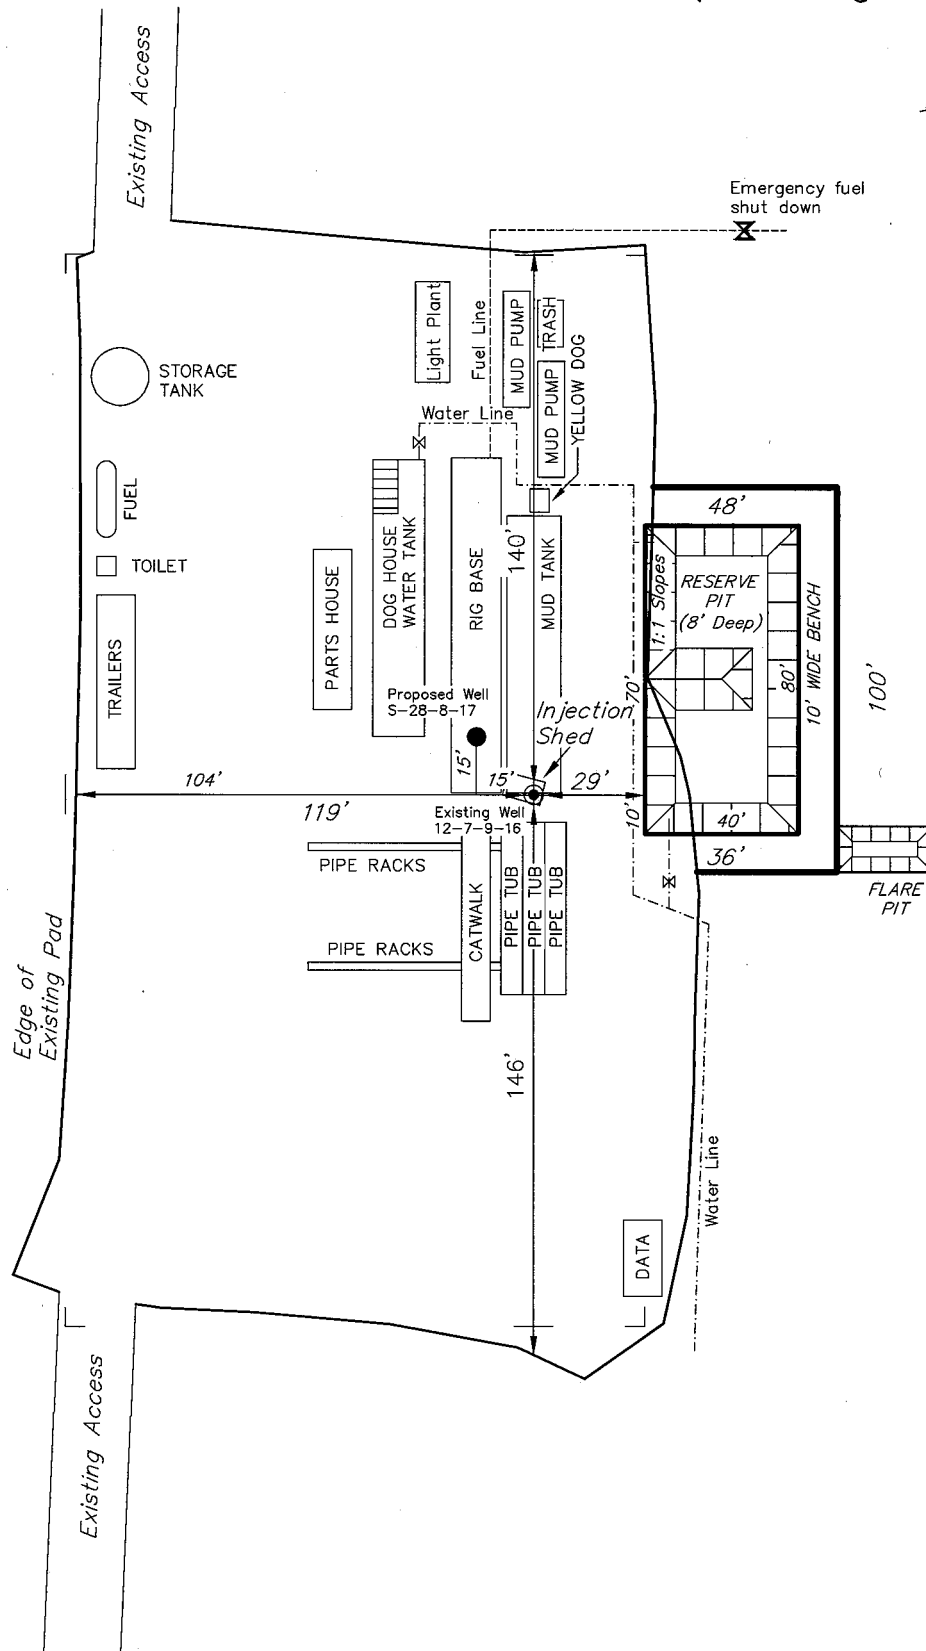 Existing Access
Emergency fuel
shut down
STORAGE
TANK
Light Plant
Fuel Line
MUD PUMP
TRASH
MUD PUMP
YELLOW DOG
Water Line
FUEL
TOILET
TRAILERS
PARTS HOUSE
DOG HOUSE
WATER TANK
RIG BASE
140'
MUD TANK
48'
1:1 Slopes
RESERVE
PIT
(8' Deep)
80'
10' WIDE BENCH
100'
70'
Proposed Well
S-28-8-17
Injection
Shed
15'
15'
104'
119'
29'
10'
40'
36'
Existing Well
12-7-9-16
PIPE RACKS
PIPE RACKS
CATWALK
PIPE TUB
PIPE TUB
PIPE TUB
FLARE
PIT
Edge of
Existing Pad
146'
Water Line
DATA
Existing Access